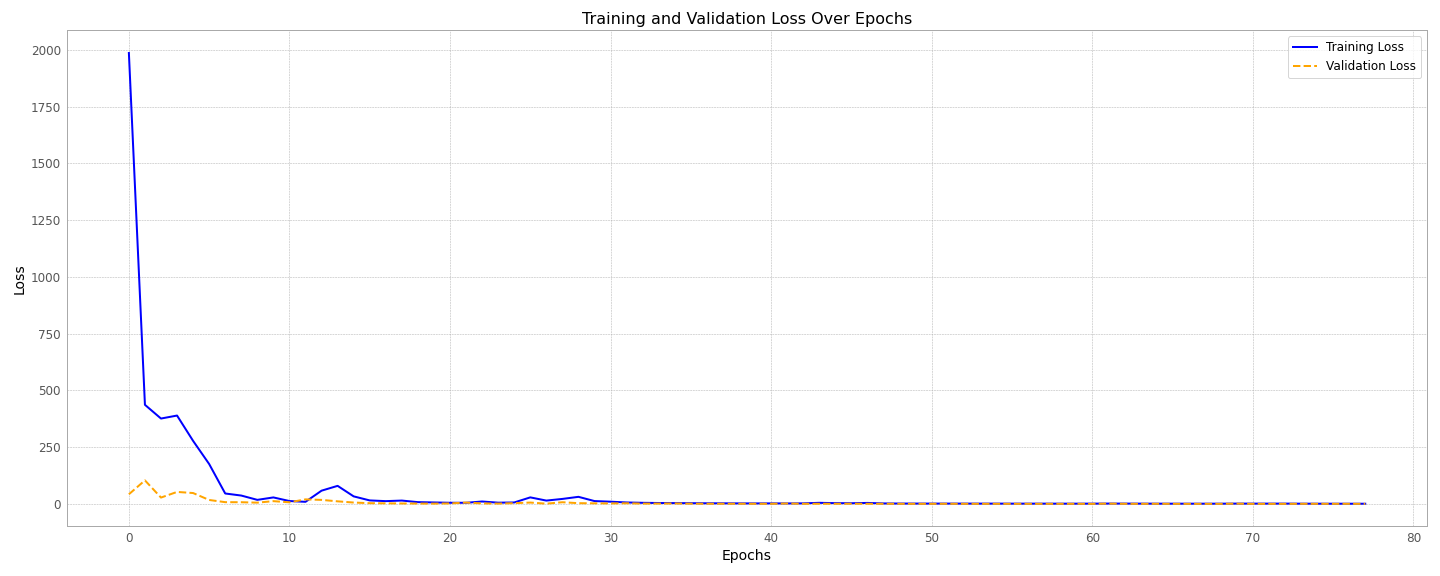 Training and Validation Loss Over Epochs
Training Loss
Validation Loss
2000
1750
1500
1250
1000
750
500
250
0
Loss
0 10 20 30 40 50 60 70 80
Epochs